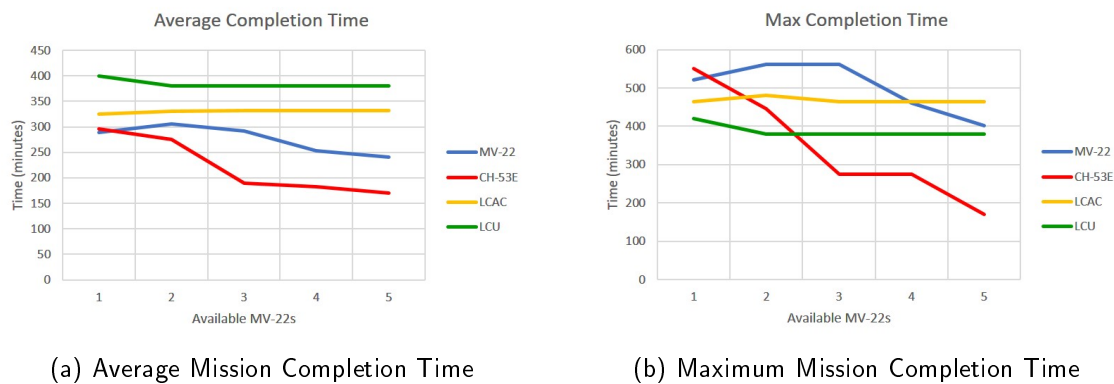 Average Completion Time
450
400
350
300
250
200
150
100
50
0
Time (minutes)
1 2 3 4 5
Available MV-22s
MV-22
CH-53E
LCAC
LCU
(a) Average Mission Completion Time
Max Completion Time
600
500
400
300
200
100
0
Time (minutes)
1 2 3 4 5
Available MV-22s
MV-22
CH-53E
LCAC
LCU
(b) Maximum Mission Completion Time